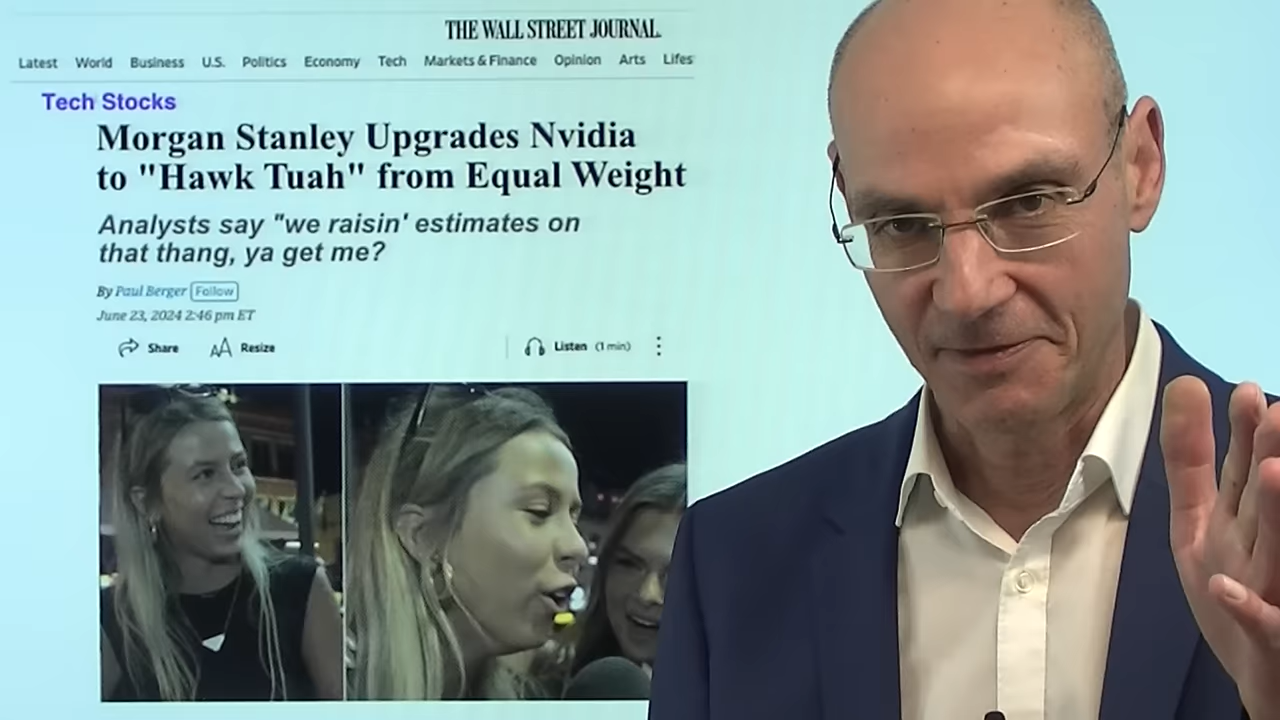 THE WALL STREET JOURNAL.
Latest World Business U.S. Politics Economy Tech Markets & Finance Opinion Arts Lifes
Tech Stocks
Morgan Stanley Upgrades Nvidia
to "Hawk Tuah" from Equal Weight
Analysts say "we raisin' estimates on
that thang, ya get me?
By Paul Berger Follow
June 23, 2024 2:46 pm ET
Share AA Resize Listen (1 min)